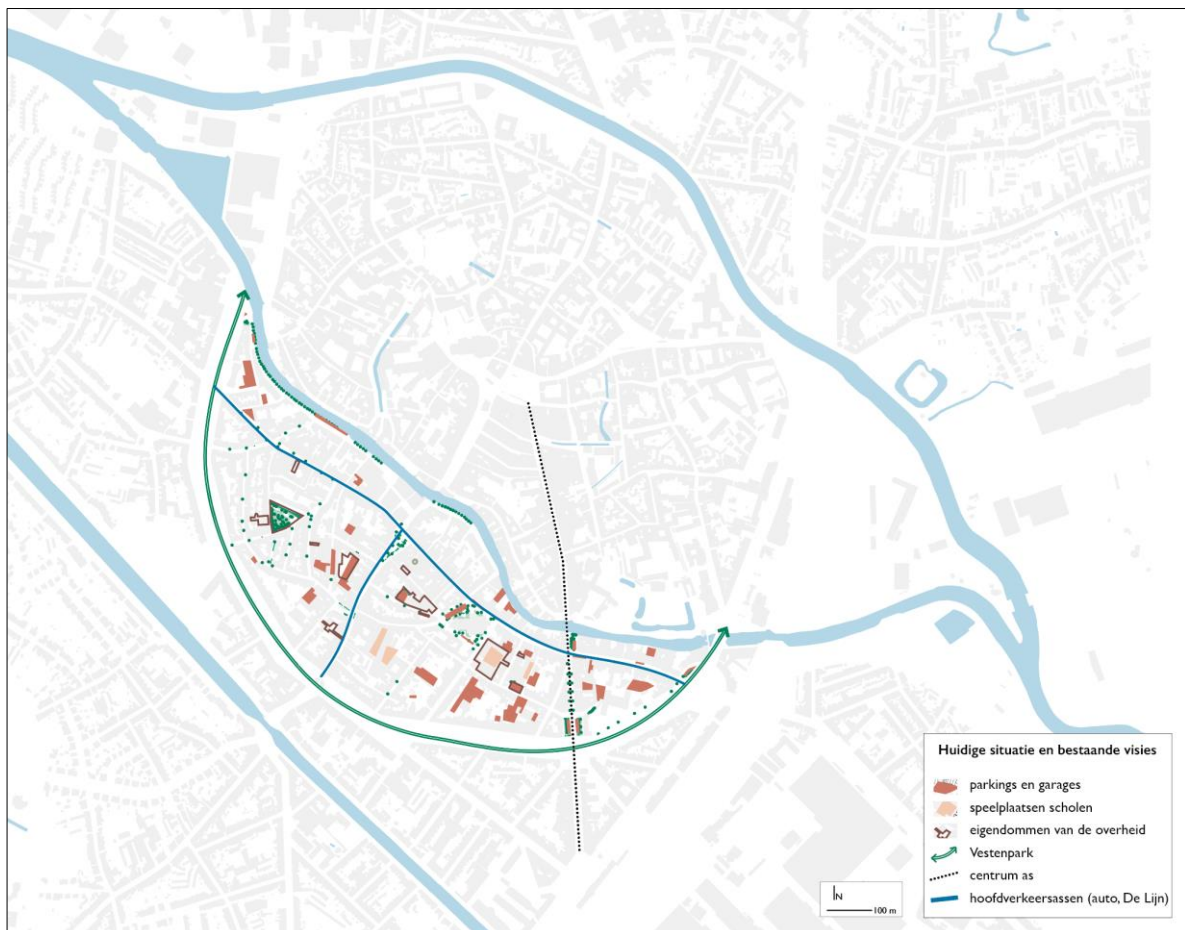 Huidige situatie en bestaande visies
parkings en garages
speelplaatsen scholen
eigendommen van de overheid
Vestenpark
centrum as
hoofdverkeersassen (auto, De Lijn)
N
100 m